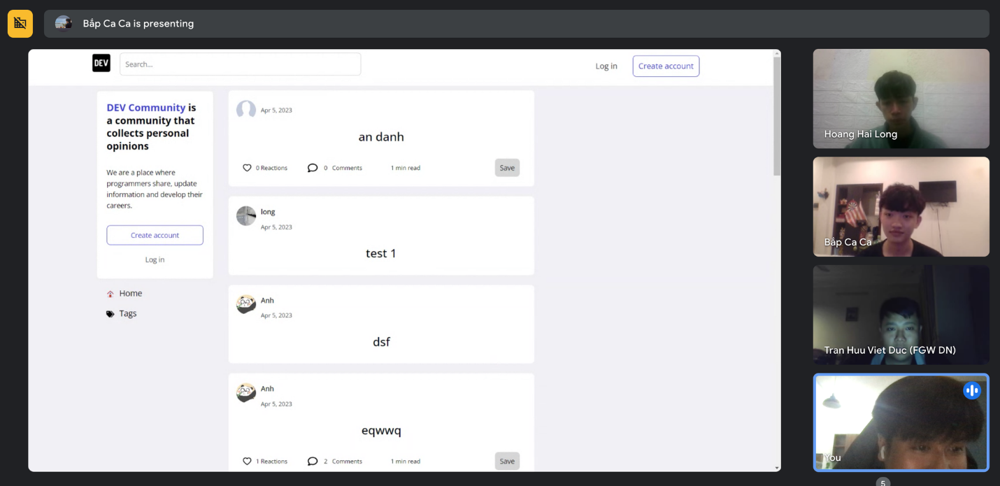 Bắp Ca Ca is presenting
DEV
Search...
Log in
Create account
DEV Community is
a community that
collects personal
opinions
We are a place where
programmers share, update
information and develop their
careers.
Create account
Log in
Home
Tags
Apr 5, 2023
an danh
0 Reactions
0 Comments
1 min read
Save
long
Apr 5, 2023
test 1
Anh
Apr 5, 2023
dsf
Anh
Apr 5, 2023
eqwwq
1 Reactions
2 Comments
1 min read
Save
Hoang Hai Long
Bắp Ca Ca
Tran Huu Viet Duc (FGW DN)
You
5